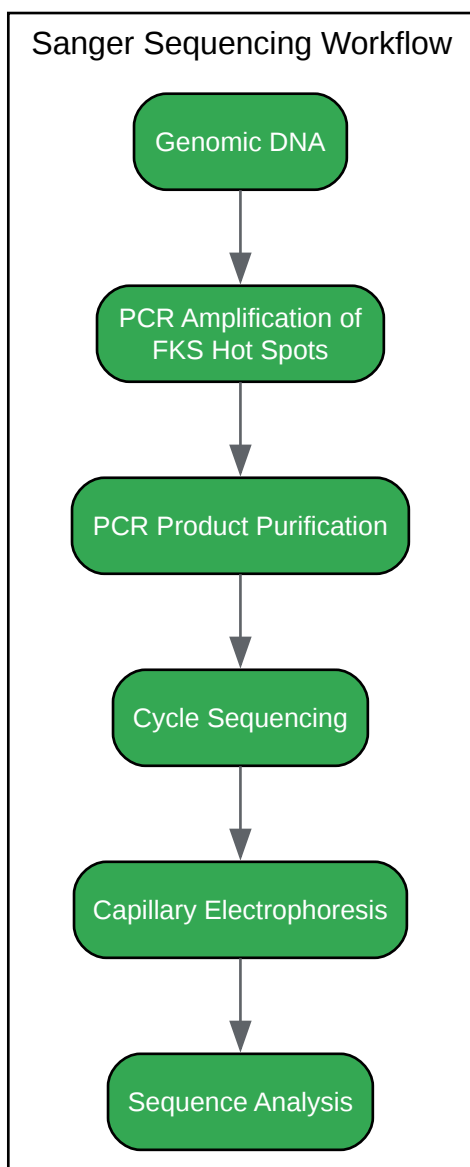 Sanger Sequencing Workflow
Genomic DNA
PCR Amplification of
FKS Hot Spots
PCR Product Purification
Cycle Sequencing
Capillary Electrophoresis
Sequence Analysis